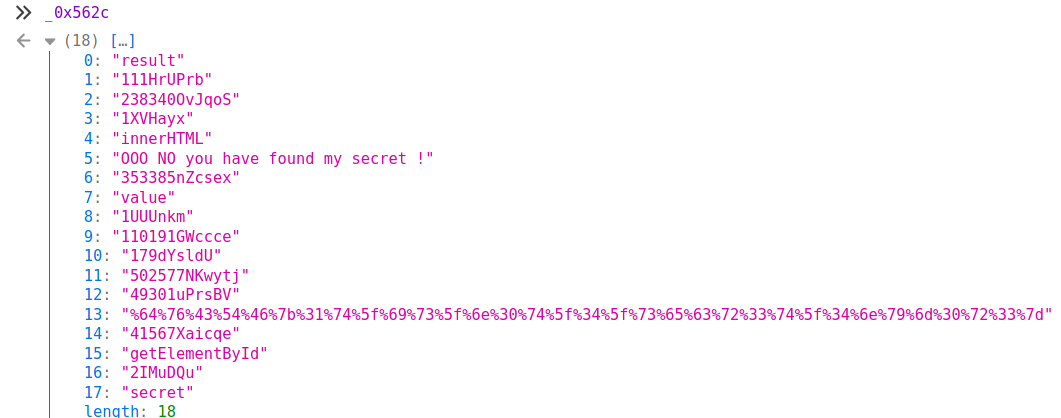 _0x562c
(18) […]
0: "result"
1: "111HrUPrb"
2: "238340OvJqoS"
3: "1XVHayx"
4: "innerHTML"
5: "OOO NO you have found my secret !"
6: "353385nZcsex"
7: "value"
8: "1UUUnkm"
9: "110191GWccce"
10: "179dYsldU"
11: "502577NKwytj"
12: "49301uPrsBV"
13: "%64%76%43%54%46%7b%31%74%5f%69%73%5f%6e%30%74%5f%34%5f%73%65%63%72%33%74%5f%34%6e%79%6d%30%72%33%7d"
14: "41567Xaicqe"
15: "getElementById"
16: "2IMuDQu"
17: "secret"
length: 18